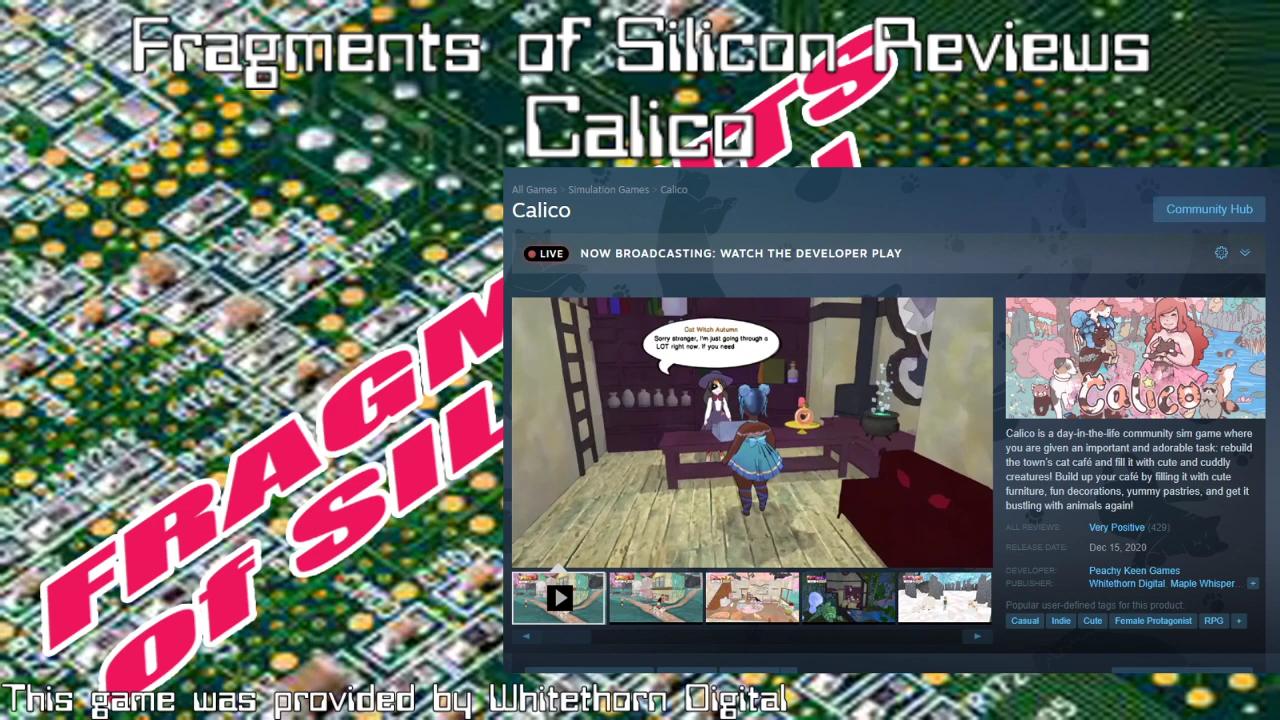 Fragments of Silicon Reviews
Calico
FRAGM
Of SIL
TS
All Games > Simulation Games > Calico
Calico
Community Hub
LIVE
NOW BROADCASTING: WATCH THE DEVELOPER PLAY
Cat Witch Autumn
Sorry stranger, I'm just going through a
LOT right now. If you need
Calico
Calico is a day-in-the-life community sim game where
you are given an important and adorable task: rebuild
the town's cat café and fill it with cute and cuddly
creatures! Build up your café by filling it with cute
furniture, fun decorations, yummy pastries, and get it
bustling with animals again!
ALL REVIEWS: Very Positive (429)
RELEASE DATE: Dec 15, 2020
DEVELOPER: Peachy Keen Games
PUBLISHER: Whitethorn Digital Maple Whisper... +
Popular user-defined tags for this product:
Casual Indie Cute Female Protagonist RPG +
This game was provided by Whitethorn Digital